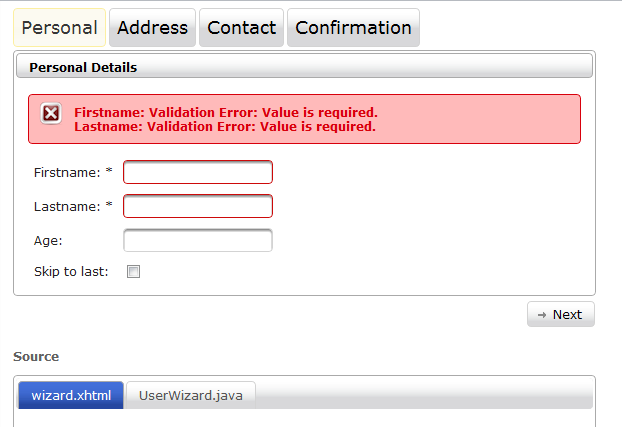 Personal Address Contact Confirmation
Personal Details
Firstname: Validation Error: Value is required.
Lastname: Validation Error: Value is required.
Firstname: *
Lastname: *
Age:
Skip to last:
Next
Source
wizard.xhtml UserWizard.java